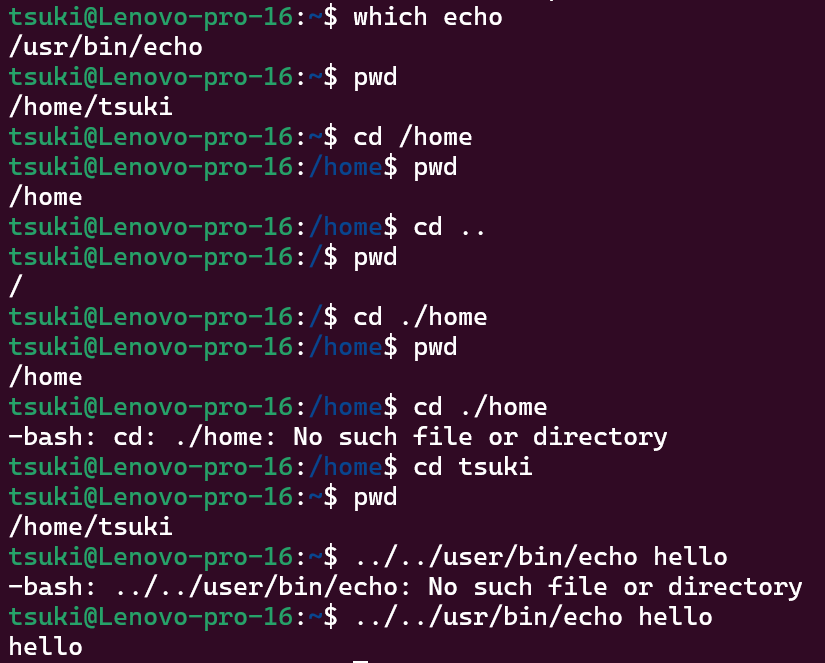 tsuki@Lenovo-pro-16:~$ which echo
/usr/bin/echo
tsuki@Lenovo-pro-16:~$ pwd
/home/tsuki
tsuki@Lenovo-pro-16:~$ cd /home
tsuki@Lenovo-pro-16:/home$ pwd
/home
tsuki@Lenovo-pro-16:/home$ cd ..
tsuki@Lenovo-pro-16:/$ pwd
/
tsuki@Lenovo-pro-16:/$ cd ./home
tsuki@Lenovo-pro-16:/home$ pwd
/home
tsuki@Lenovo-pro-16:/home$ cd ./home
-bash: cd: ./home: No such file or directory
tsuki@Lenovo-pro-16:/home$ cd tsuki
tsuki@Lenovo-pro-16:~$ pwd
/home/tsuki
tsuki@Lenovo-pro-16:~$ ../../user/bin/echo hello
-bash: ../../user/bin/echo: No such file or directory
tsuki@Lenovo-pro-16:~$ ../../usr/bin/echo hello
hello